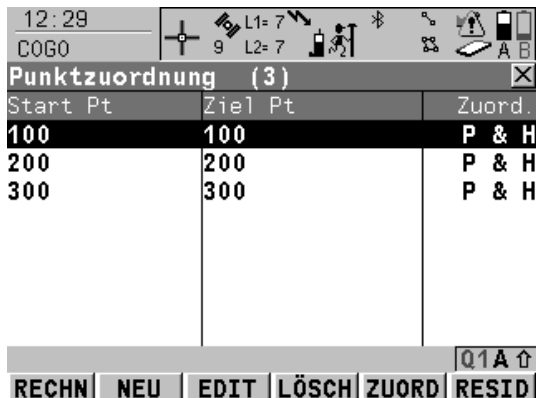 12:29
L1= 7
COGO
9 L2= 7
A B
Punktzuordnung (3)
Start Pt Ziel Pt Zuord.
100 100 P & H
200 200 P & H
300 300 P & H
Q1A
RECHN NEU EDIT LÖSCH ZUORD RESID